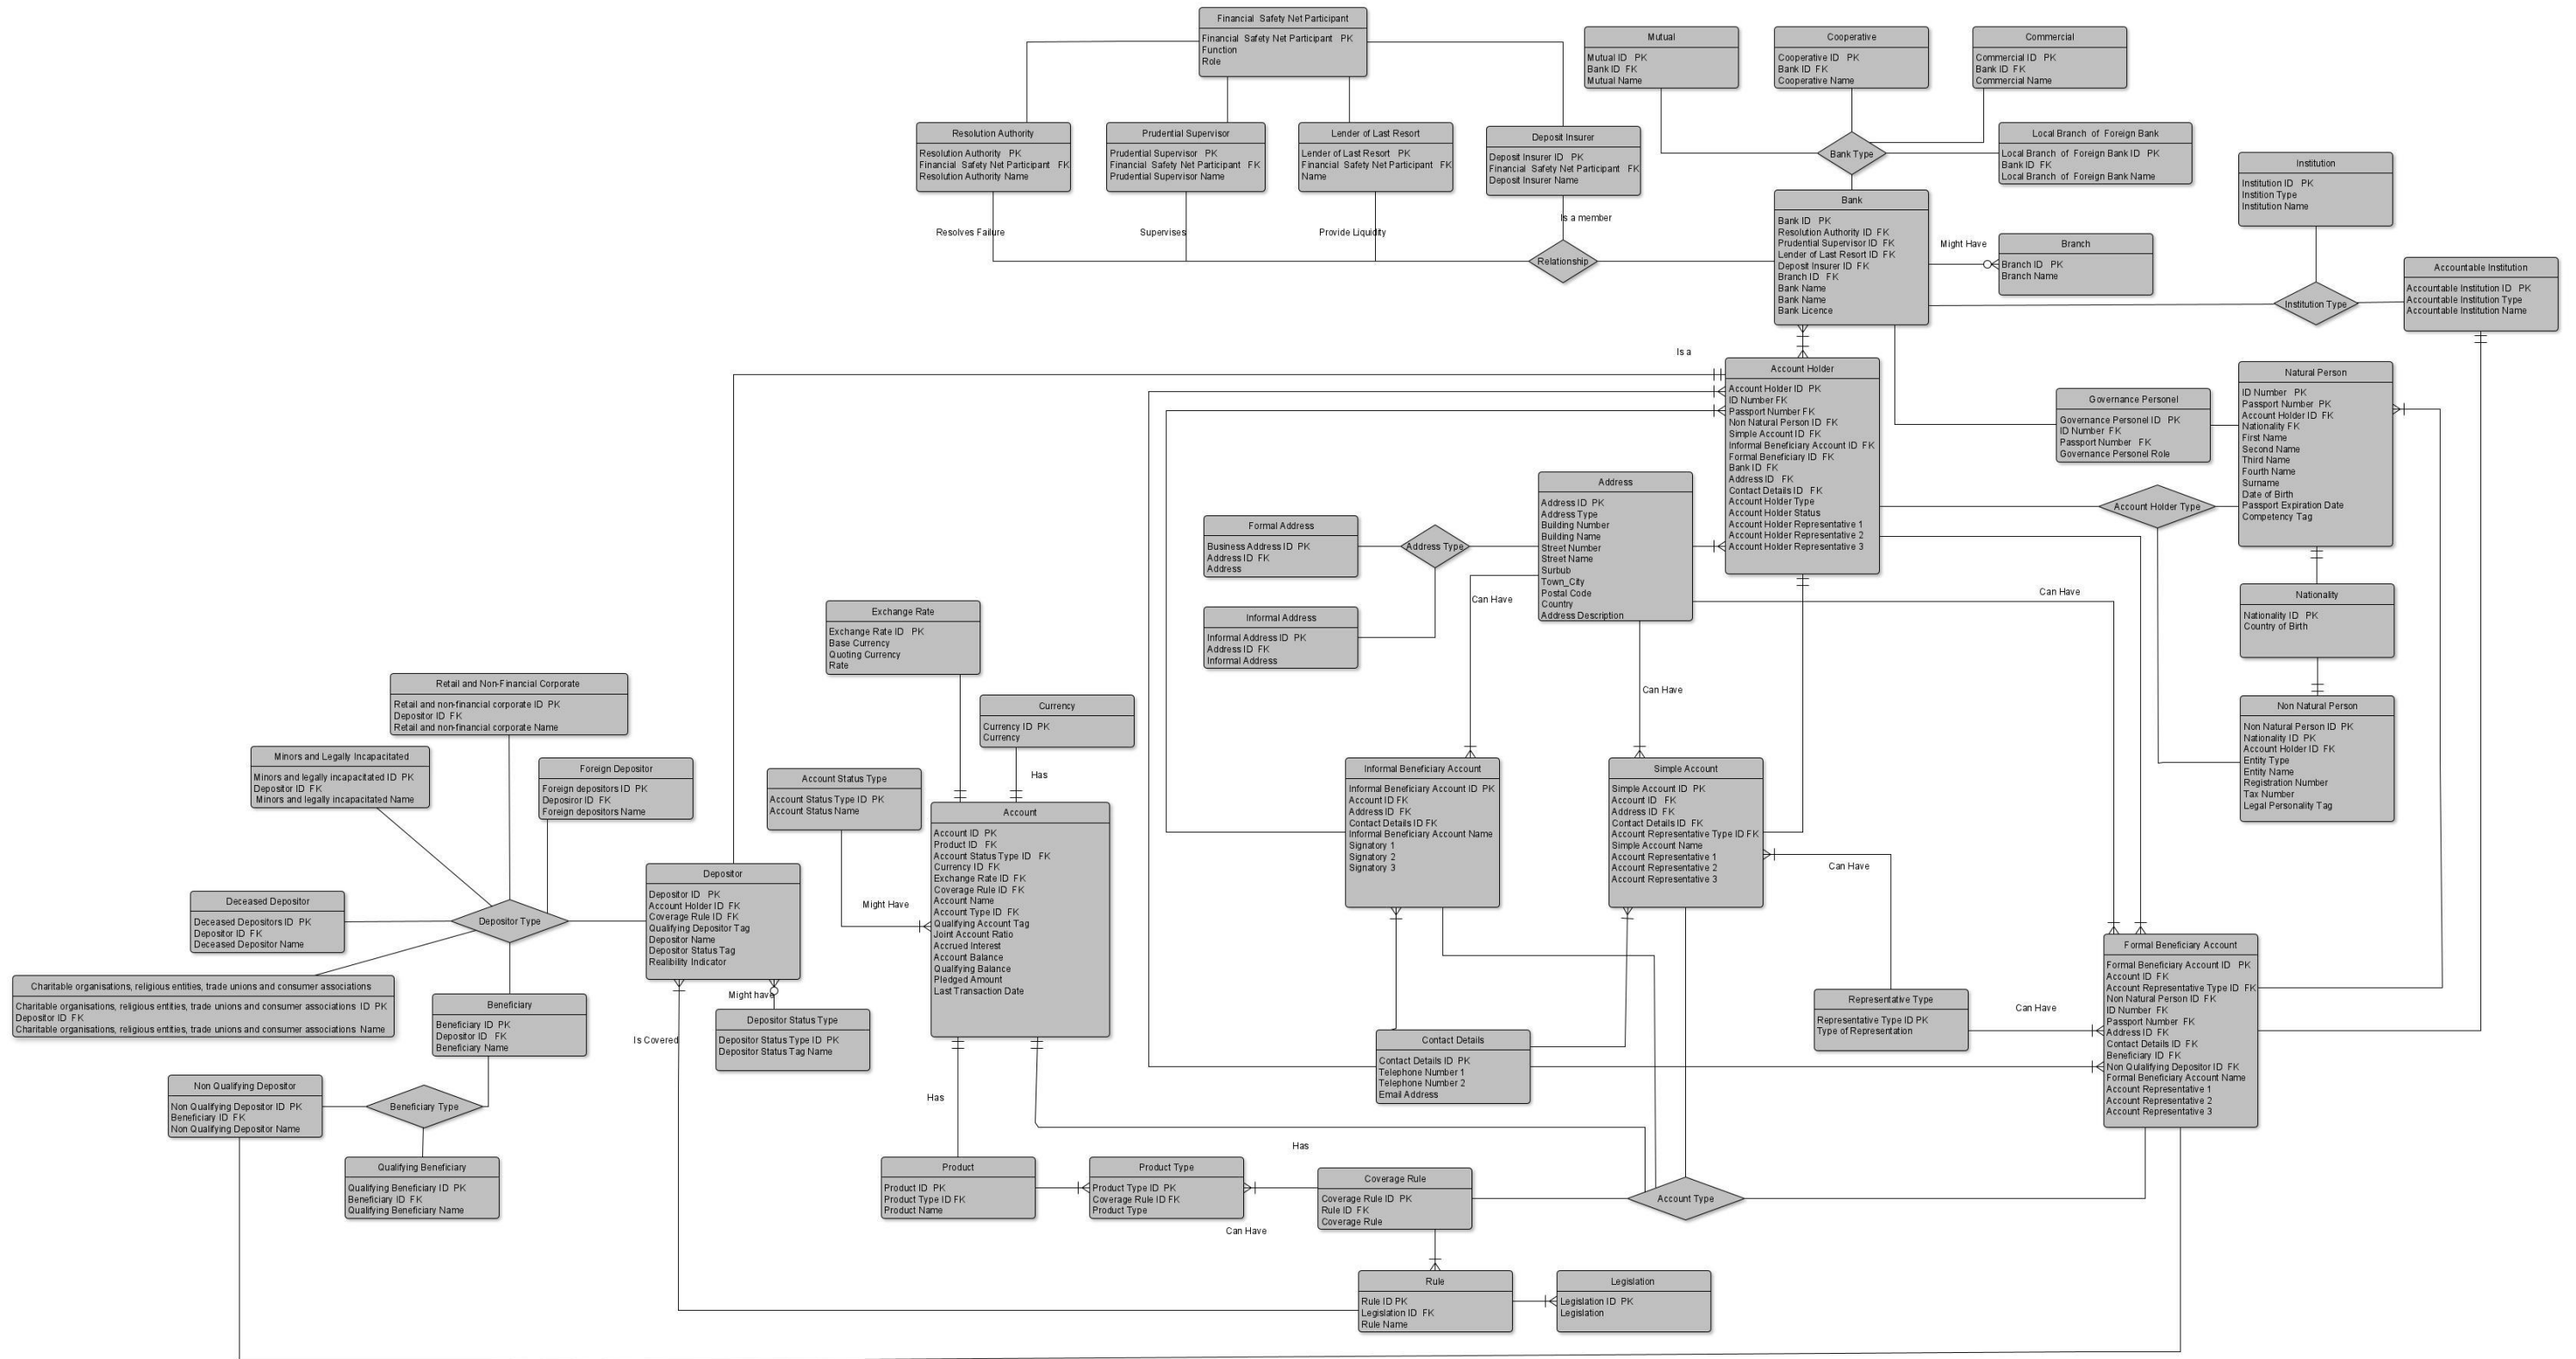 Financial  Safety Net Participant
Financial  Safety Net Participant   PK
Function
Role
Mutual
Mutual ID   PK
Bank ID  FK
Mutual Name
Cooperative
Cooperative ID   PK
Bank ID  FK
Cooperative Name
Commercial
Commercial ID   PK
Bank ID  FK
Commercial Name
Resolution Authority
Resolution Authority   PK
Financial  Safety Net Participant   FK
Resolution Authority Name
Prudential Supervisor
Prudential Supervisor   PK
Financial  Safety Net Participant   FK
Prudential Supervisor Name
Lender of Last Resort
Lender of Last Resort   PK
Financial  Safety Net Participant   FK
Name
Deposit Insurer
Deposit Insurer ID   PK
Financial  Safety Net Participant   FK
Deposit Insurer Name
Bank Type
Local Branch  of  Foreign Bank
Local Branch  of  Foreign Bank ID   PK
Bank ID  FK
Local Branch  of  Foreign Bank Name
Institution
Institution ID   PK
Instition Type
Institution Name
Resolves Failure
Supervises
Provide Liquidity
Is a member
Relationship
Bank
Bank ID   PK
Resolution Authority ID  FK
Prudential Supervisor ID  FK
Lender of Last Resort ID  FK
Deposit Insurer ID  FK
Branch ID   FK
Bank Name
Bank Name
Bank Licence
Might Have
Branch
Branch ID   PK
Branch Name
Institution Type
Accountable Institution
Accountable Institution ID   PK
Accountable Institution Type
Accountable Institution Name
Is a
Account Holder
Account Holder ID  PK
ID Number FK
Passport Number FK
Non Natural Person ID  FK
Simple Account ID  FK
Informal Beneficiary Account ID  FK
Formal Beneficiary ID  FK
Bank ID  FK
Address ID   FK
Contact Details ID   FK
Account Holder Type
Account Holder Status
Account Holder Representative 1
Account Holder Representative 2
Account Holder Representative 3
Governance Personel
Governance Personel ID   PK
ID Number  FK
Passport Number   FK
Governance Personel Role
Natural Person
ID Number   PK
Passport Number  PK
Account Holder ID  FK
Nationality FK
First Name
Second Name
Third Name
Fourth Name
Surname
Date of Birth
Passport Expiration Date
Competency Tag
Account Holder Type
Address
Address ID  PK
Address Type
Building Number
Building Name
Street Number
Street Name
Surbub
Town_City
Postal Code
Country
Address Description
Formal Address
Business Address ID  PK
Address ID  FK
Address
Address Type
Informal Address
Informal Address ID  PK
Address ID  FK
Informal Address
Can Have
Can Have
Can Have
Nationality
Nationality ID   PK
Country of Birth
Non Natural Person
Non Natural Person ID  PK
Nationality ID  PK
Account Holder ID  FK
Entity Type
Entity Name
Registration Number
Tax Number
Legal Personality Tag
Exchange Rate
Exchange Rate ID   PK
Base Currency
Quoting Currency
Rate
Currency
Currency ID  PK
Currency
Has
Retail and Non-Financial Corporate
Retail and non-financial corporate ID  PK
Depositor ID  FK
Retail and non-financial corporate Name
Minors and Legally Incapacitated
Minors and legally incapacitated ID  PK
Depositor ID  FK
Minors and legally incapacitated Name
Foreign Depositor
Foreign depositors ID  PK
Deposiror ID  FK
Foreign depositors Name
Account Status Type
Account Status Type ID  PK
Account Status Name
Might Have
Account
Account ID  PK
Product ID   FK
Account Status Type ID   FK
Currency ID  FK
Exchange Rate ID  FK
Coverage Rule ID  FK
Account Name
Account Type ID  FK
Qualifying Account Tag
Joint Account Ratio
Accrued Interest
Account Balance
Qualifying Balance
Pledged Amount
Last Transaction Date
Informal Beneficiary Account
Informal Beneficiary Account ID  PK
Account ID FK
Address ID  FK
Contact Details ID FK
Informal Beneficiary Account Name
Signatory 1
Signatory 2
Signatory 3
Simple Account
Simple Account ID  PK
Account ID   FK
Address ID  FK
Contact Details ID  FK
Account Representative Type ID FK
Simple Account Name
Account Representative 1
Account Representative 2
Account Representative 3
Can Have
Depositor
Depositor ID   PK
Account Holder ID  FK
Coverage Rule ID  FK
Qualifying Depositor Tag
Depositor Name
Depositor Status Tag
Realibility Indicator
Depositor Type
Deceased Depositor
Deceased Depositors ID  PK
Depositor ID  FK
Deceased Depositor Name
Charitable organisations, religious entities, trade unions and consumer associations
Charitable organisations, religious entities, trade unions and consumer associations  ID  PK
Depositor ID  FK
Charitable organisations, religious entities, trade unions and consumer associations  Name
Beneficiary
Beneficiary ID  PK
Depositor ID   FK
Beneficiary Name
Might have
Depositor Status Type
Depositor Status Type ID  PK
Depositor Status Tag Name
Is Covered
Representative Type
Representative Type ID PK
Type of Representation
Can Have
Formal Beneficiary Account
Formal Beneficiary Account ID   PK
Account ID  FK
Account Representative Type ID  FK
Non Natural Person ID  FK
ID Number  FK
Passport Number  FK
Address ID  FK
Contact Details ID  FK
Beneficiary ID  FK
Non Qulalifying Depositor ID  FK
Formal Beneficiary Account Name
Account Representative 1
Account Representative 2
Account Representative 3
Contact Details
Contact Details ID  PK
Telephone Number 1
Telephone Number 2
Email Address
Non Qualifying Depositor
Non Qualifying Depositor ID  PK
Beneficiary ID  FK
Non Qualifying Depositor Name
Beneficiary Type
Qualifying Beneficiary
Qualifying Beneficiary ID  PK
Beneficiary ID  FK
Qualifying Beneficiary Name
Has
Has
Product
Product ID  PK
Product Type ID FK
Product Name
Product Type
Product Type ID  PK
Coverage Rule ID FK
Product Type
Can Have
Coverage Rule
Coverage Rule ID  PK
Rule ID  FK
Coverage Rule
Account Type
Rule
Rule ID PK
Legislation ID  FK
Rule Name
Legislation
Legislation ID  PK
Legislation